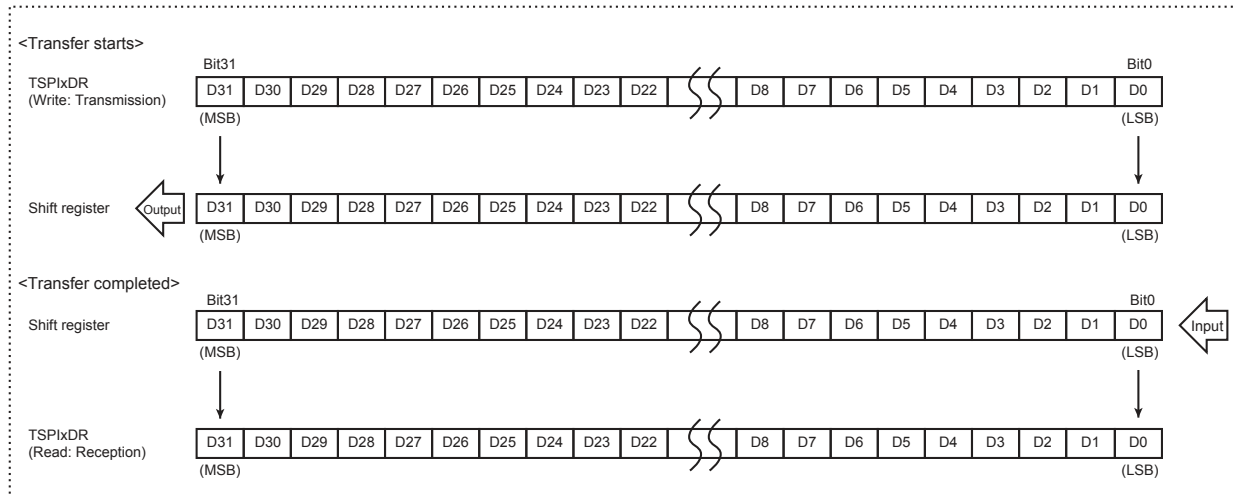 <Transfer starts>
Bit31 Bit0
TSPIxDR
(Write: Transmission)
D31 D30 D29 D28 D27 D26 D25 D24 D23 D22 D8 D7 D6 D5 D4 D3 D2 D1 D0
(MSB) (LSB)
Shift register Output D31 D30 D29 D28 D27 D26 D25 D24 D23 D22 D8 D7 D6 D5 D4 D3 D2 D1 D0
(MSB) (LSB)
<Transfer completed>
Bit31 Bit0
Shift register D31 D30 D29 D28 D27 D26 D25 D24 D23 D22 D8 D7 D6 D5 D4 D3 D2 D1 D0 Input
(MSB) (LSB)
TSPIxDR
(Read: Reception)
D31 D30 D29 D28 D27 D26 D25 D24 D23 D22 D8 D7 D6 D5 D4 D3 D2 D1 D0
(MSB) (LSB)